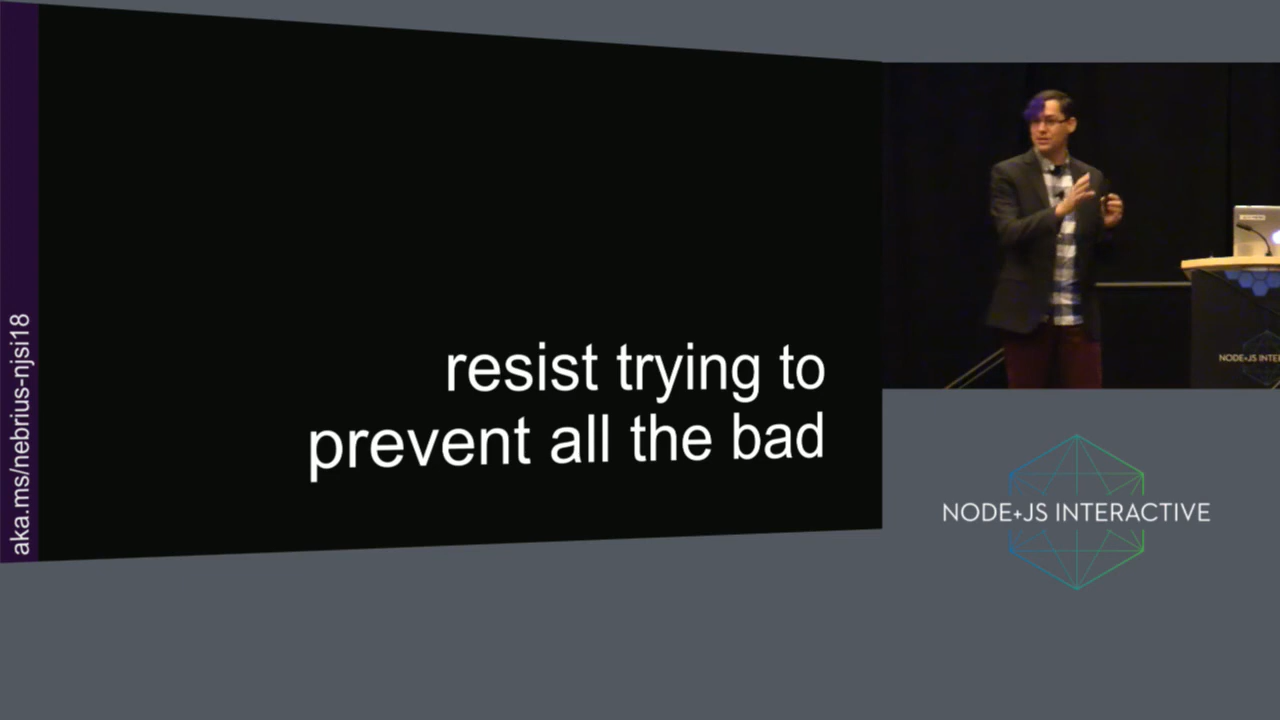 aka.ms/nebrius-njsi18
resist trying to
prevent all the bad
NODE+JS INTERACTIVE